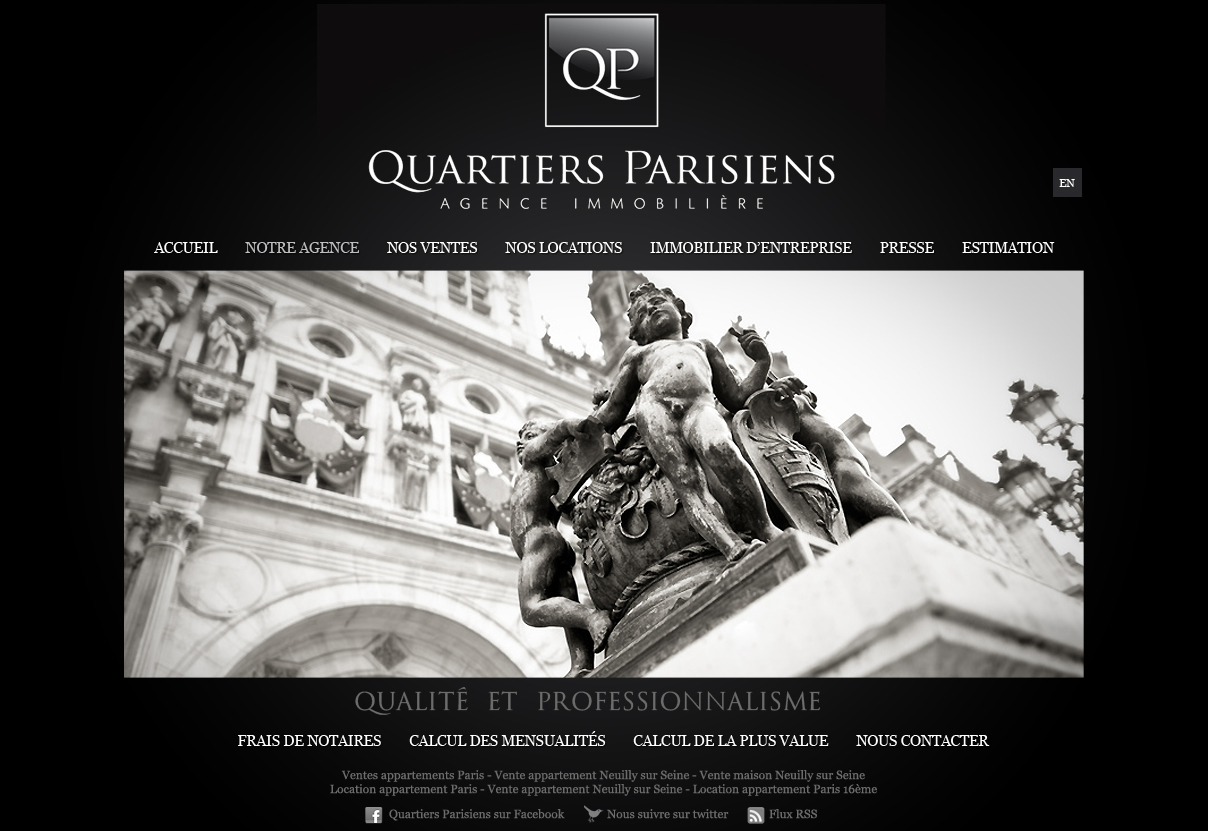 QP
QUARTIERS PARISIENS
AGENCE IMMOBILIÈRE
EN
ACCUEIL NOTRE AGENCE NOS VENTES NOS LOCATIONS IMMOBILIER D'ENTREPRISE PRESSE ESTIMATION
QUALITÉ ET PROFESSIONNALISME
FRAIS DE NOTAIRES CALCUL DES MENSUALITÉS CALCUL DE LA PLUS VALUE NOUS CONTACTER
Ventes appartements Paris - Vente appartement Neuilly sur Seine - Vente maison Neuilly sur Seine
Location appartement Paris - Vente appartement Neuilly sur Seine - Location appartement Paris 16ème
Quartiers Parisiens sur Facebook Nous suivre sur twitter Flux RSS